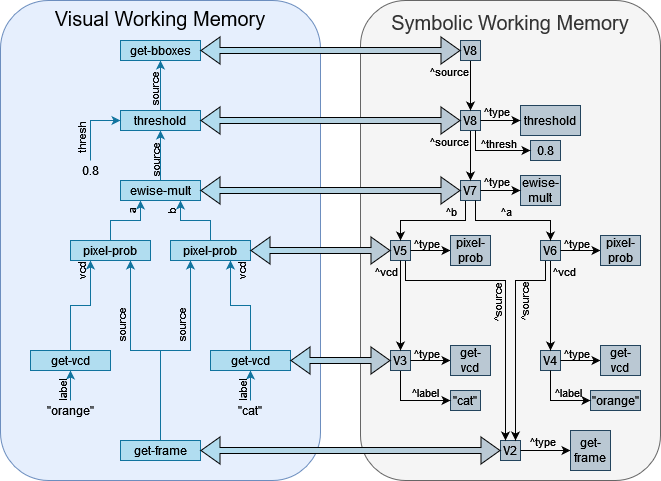 Visual Working Memory
Symbolic Working Memory
get-bboxes
V8
source
^source
threshold
V8
^type
threshold
thresh
0.8
^thresh
0.8
source
^source
ewise-mult
V7
^type
ewise-
mult
a
b
^b
^a
pixel-prob
pixel-prob
V5
^type
pixel-
prob
V6
^type
pixel-
prob
vcd
vcd
^vcd
^vcd
source
source
^source
^source
get-vcd
get-vcd
V3
^type
get-
vcd
V4
^type
get-
vcd
label
label
^label
"cat"
^label
"orange"
"orange"
"cat"
get-frame
V2
^type
get-
frame